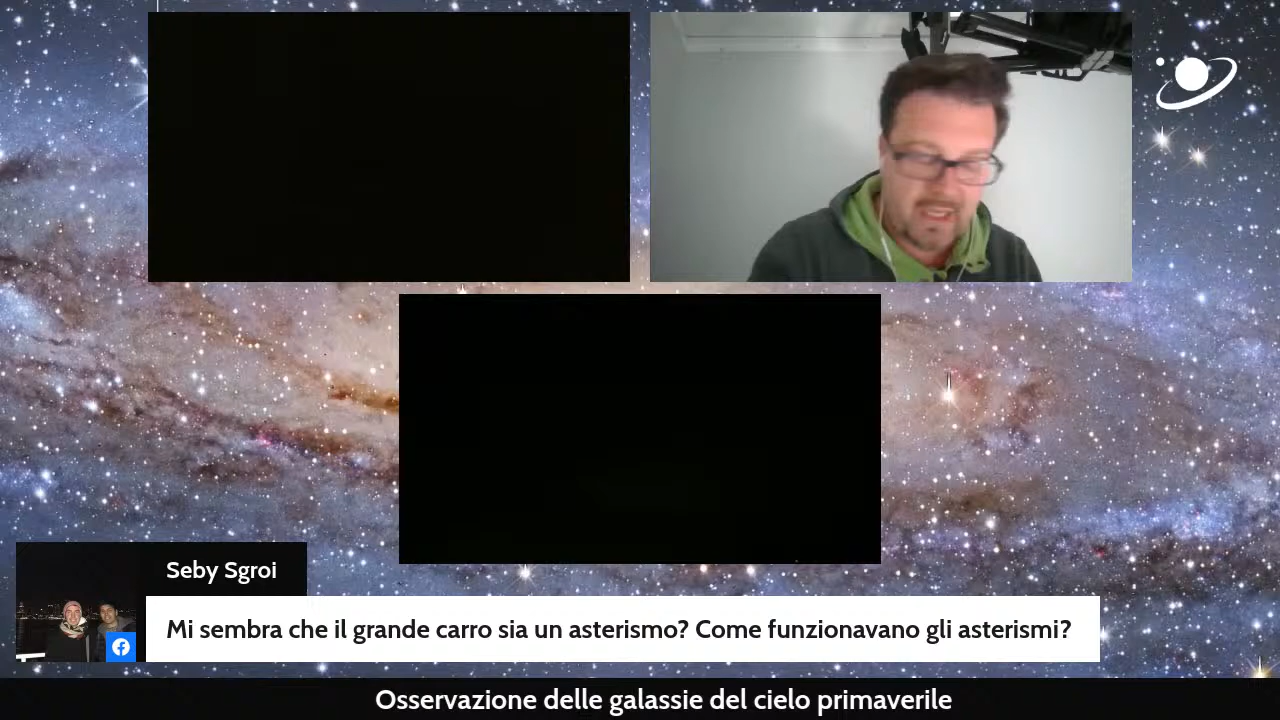 Seby Sgroi
Mi sembra che il grande carro sia un asterismo? Come funzionavano gli asterismi?
Osservazione delle galassie del cielo primaverile